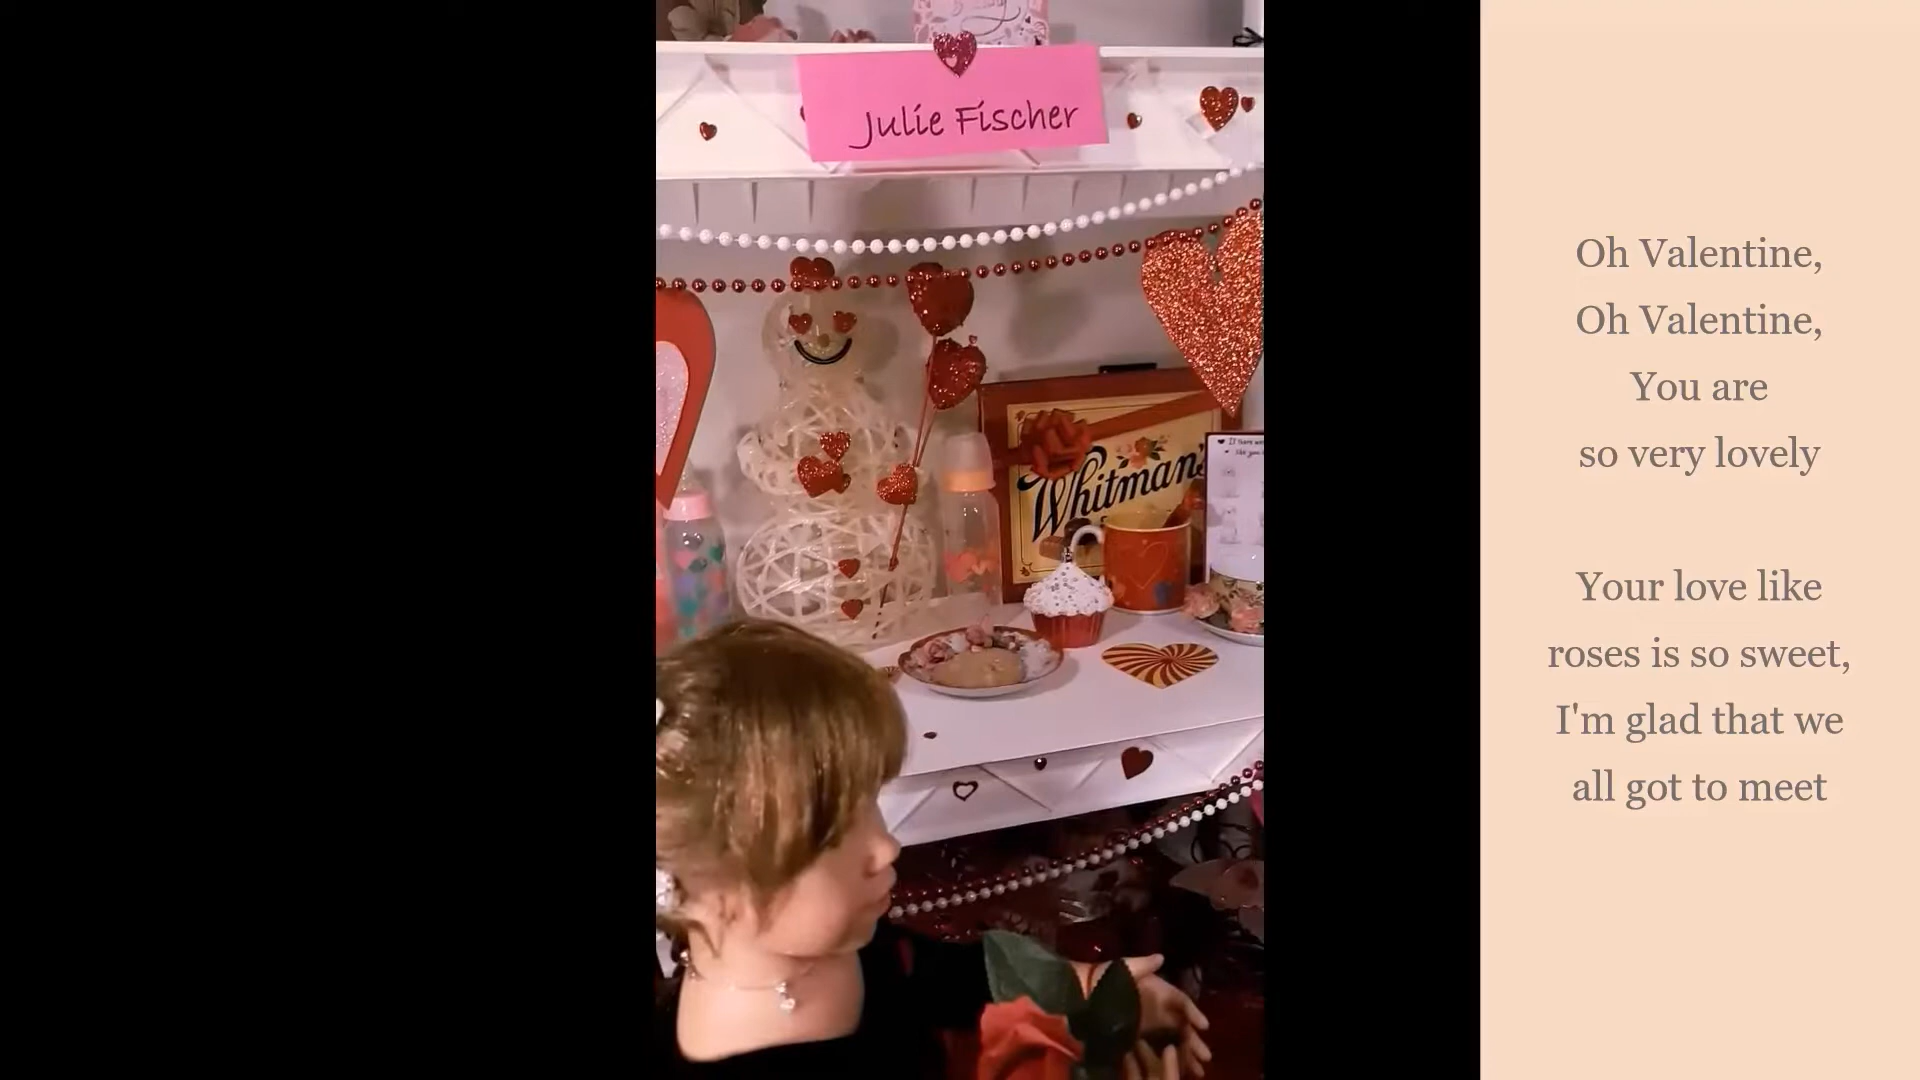 Julie Fischer
Whitman's
Oh Valentine,
Oh Valentine,
You are
so very lovely
Your love like
roses is so sweet,
I'm glad that we
all got to meet